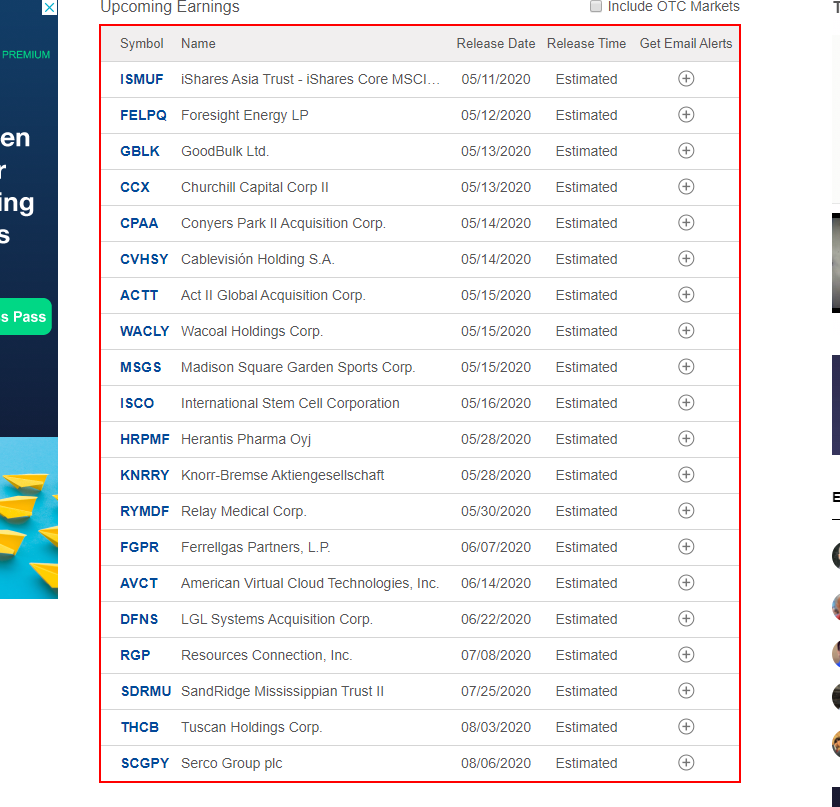 Upcoming Earnings
Include OTC Markets
Symbol Name Release Date Release Time Get Email Alerts
ISMUF iShares Asia Trust - iShares Core MSCI… 05/11/2020 Estimated
FELPQ Foresight Energy LP 05/12/2020 Estimated
GBLK GoodBulk Ltd. 05/13/2020 Estimated
CCX Churchill Capital Corp II 05/13/2020 Estimated
CPAA Conyers Park II Acquisition Corp. 05/14/2020 Estimated
CVHSY Cablevisión Holding S.A. 05/14/2020 Estimated
ACTT Act II Global Acquisition Corp. 05/15/2020 Estimated
WACLY Wacoal Holdings Corp. 05/15/2020 Estimated
MSGS Madison Square Garden Sports Corp. 05/15/2020 Estimated
ISCO International Stem Cell Corporation 05/16/2020 Estimated
HRPMF Herantis Pharma Oyj 05/28/2020 Estimated
KNRRY Knorr-Bremse Aktiengesellschaft 05/28/2020 Estimated
RYMDF Relay Medical Corp. 05/30/2020 Estimated
FGPR Ferrellgas Partners, L.P. 06/07/2020 Estimated
AVCT American Virtual Cloud Technologies, Inc. 06/14/2020 Estimated
DFNS LGL Systems Acquisition Corp. 06/22/2020 Estimated
RGP Resources Connection, Inc. 07/08/2020 Estimated
SDRMU SandRidge Mississippian Trust II 07/25/2020 Estimated
THCB Tuscan Holdings Corp. 08/03/2020 Estimated
SCGPY Serco Group plc 08/06/2020 Estimated
PREMIUM
en
r
ing
s
s Pass